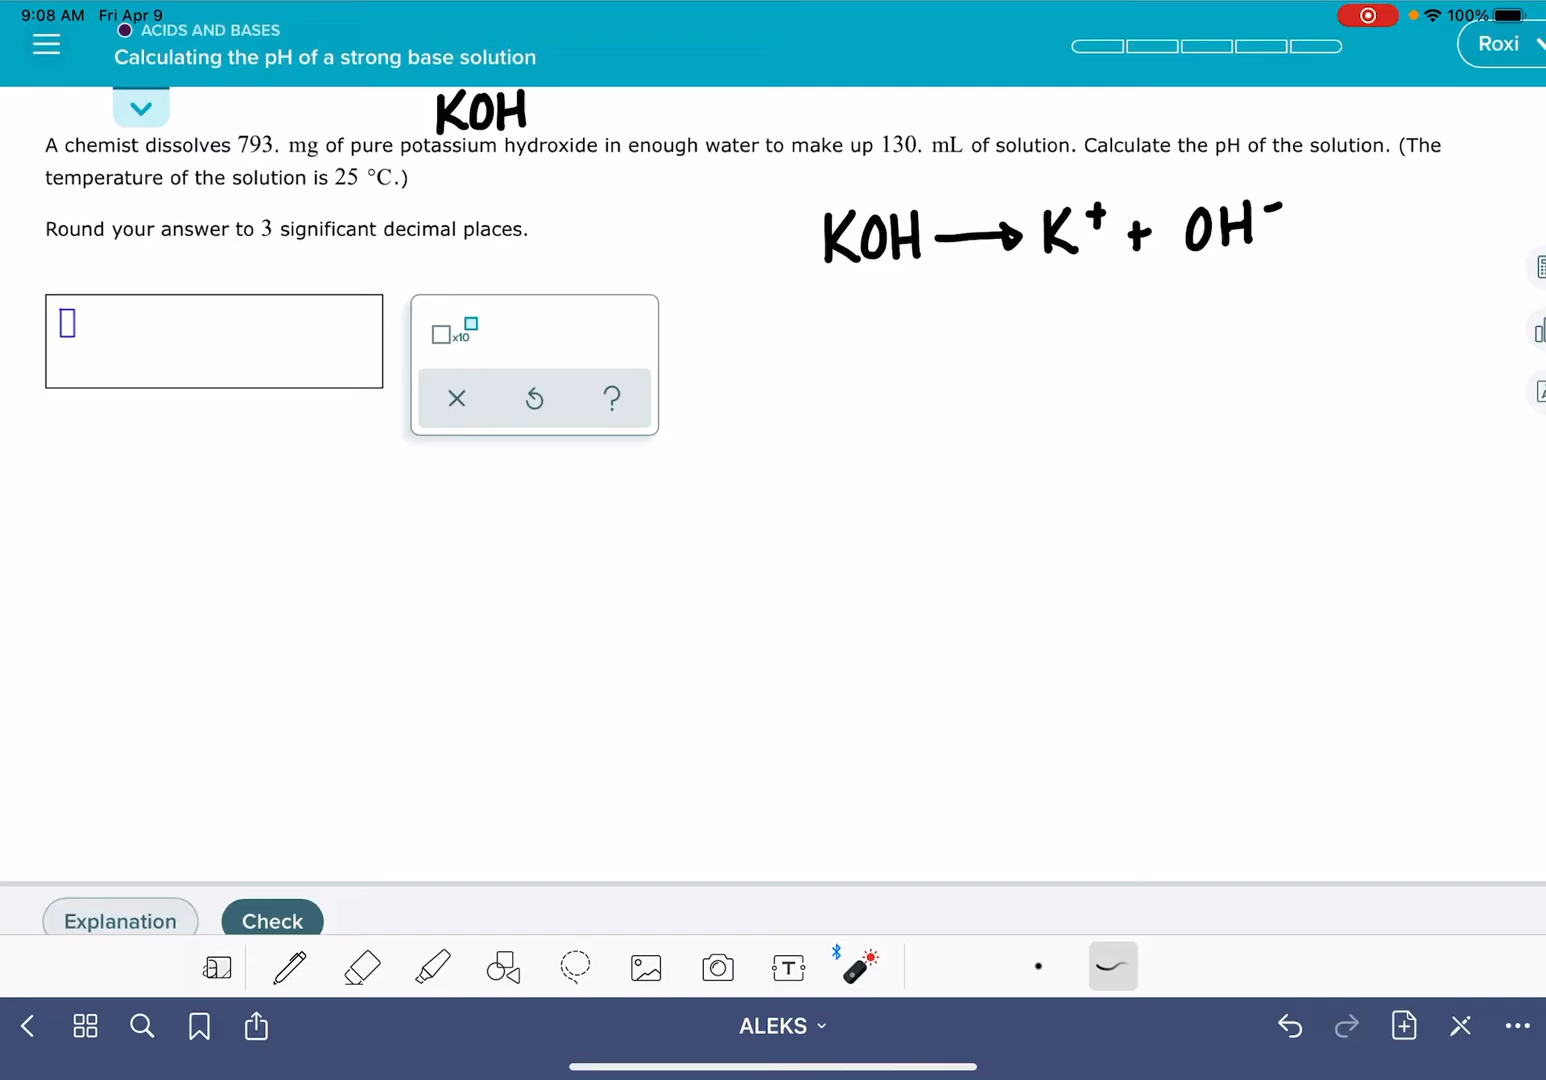 9:08 AM Fri Apr 9
100%
ACIDS AND BASES
Calculating the pH of a strong base solution
Roxi
KOH
A chemist dissolves 793. mg of pure potassium hydroxide in enough water to make up 130. mL of solution. Calculate the pH of the solution. (The
temperature of the solution is 25 °C.)
Round your answer to 3 significant decimal places.
KOH ⟶ K⁺ + OH⁻
x10
?
Explanation
Check
T
ALEKS